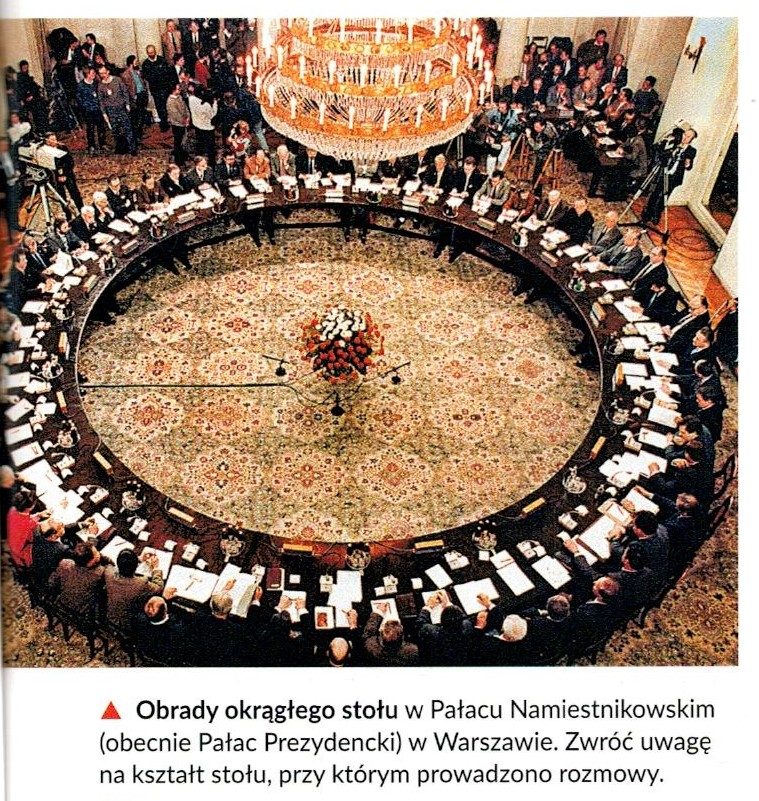 ▲ Obrady okrągłego stołu w Pałacu Namiestnikowskim
(obecnie Pałac Prezydencki) w Warszawie. Zwróć uwagę
na kształt stołu, przy którym prowadzono rozmowy.